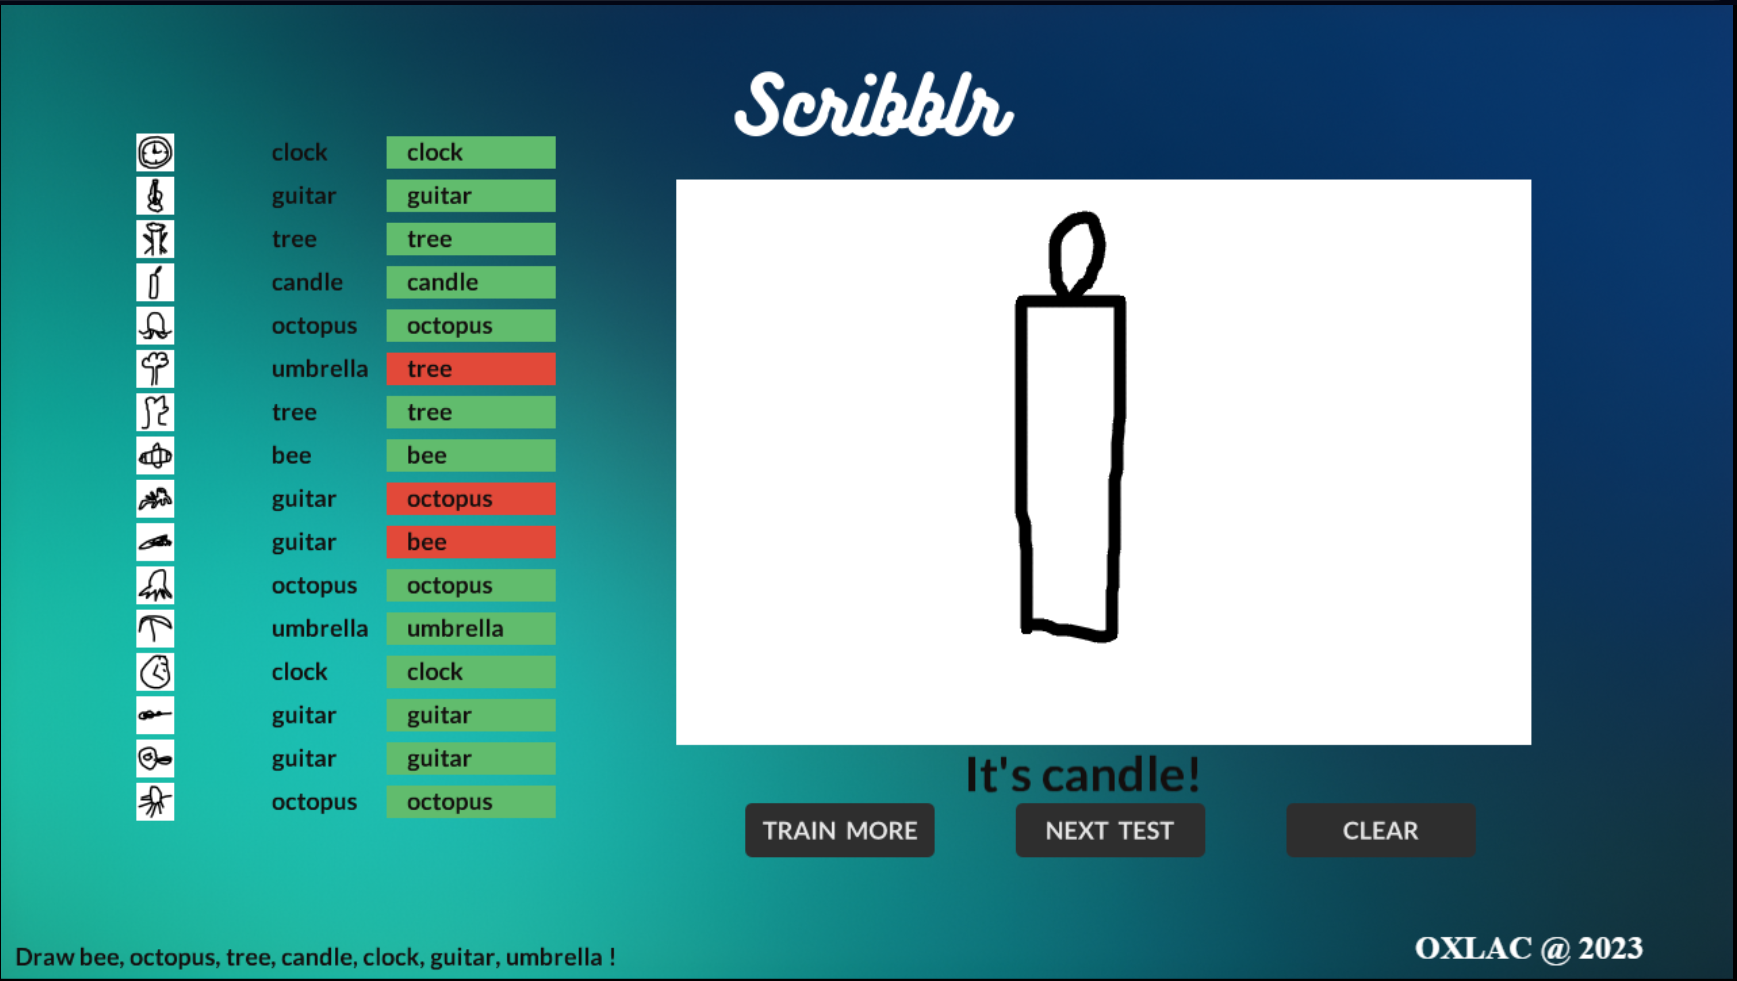 Scribblr
clock clock
guitar guitar
tree tree
candle candle
octopus octopus
umbrella tree
tree tree
bee bee
guitar octopus
guitar bee
octopus octopus
umbrella umbrella
clock clock
guitar guitar
guitar guitar
octopus octopus
It's candle!
TRAIN MORE NEXT TEST CLEAR
Draw bee, octopus, tree, candle, clock, guitar, umbrella !
OXLAC @ 2023